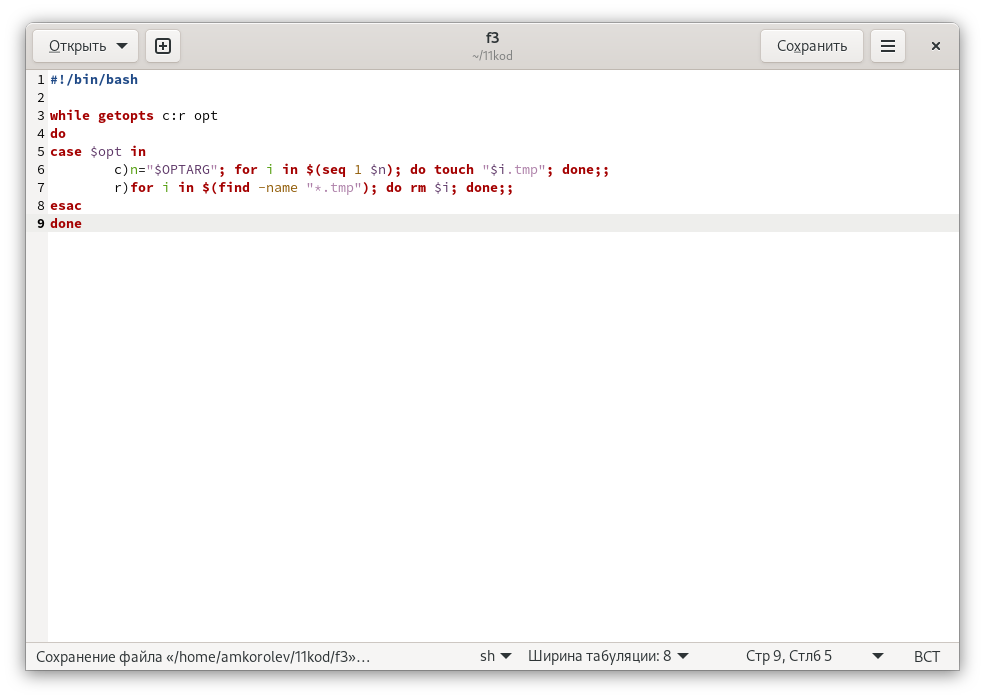 Открыть
f3
~/11kod
Сохранить
1 #!/bin/bash
2
3 while getopts c:r opt
4 do
5 case $opt in
6         c)n="$OPTARG"; for i in $(seq 1 $n); do touch "$i.tmp"; done;;
7         r)for i in $(find -name "*.tmp"); do rm $i; done;;
8 esac
9 done
Сохранение файла «/home/amkorolev/11kod/f3»… sh Ширина табуляции: 8 Стр 9, Стлб 5 ВСТ